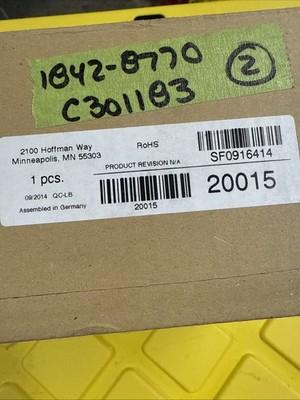 1842-8770
C301183
2
2100 Hoffman Way
Minneapolis, MN 55303
RoHS
SF0916414
PRODUCT REVISION N/A
1 pcs.
20015
09/2014 QC-LB
Assembled in Germany
20015